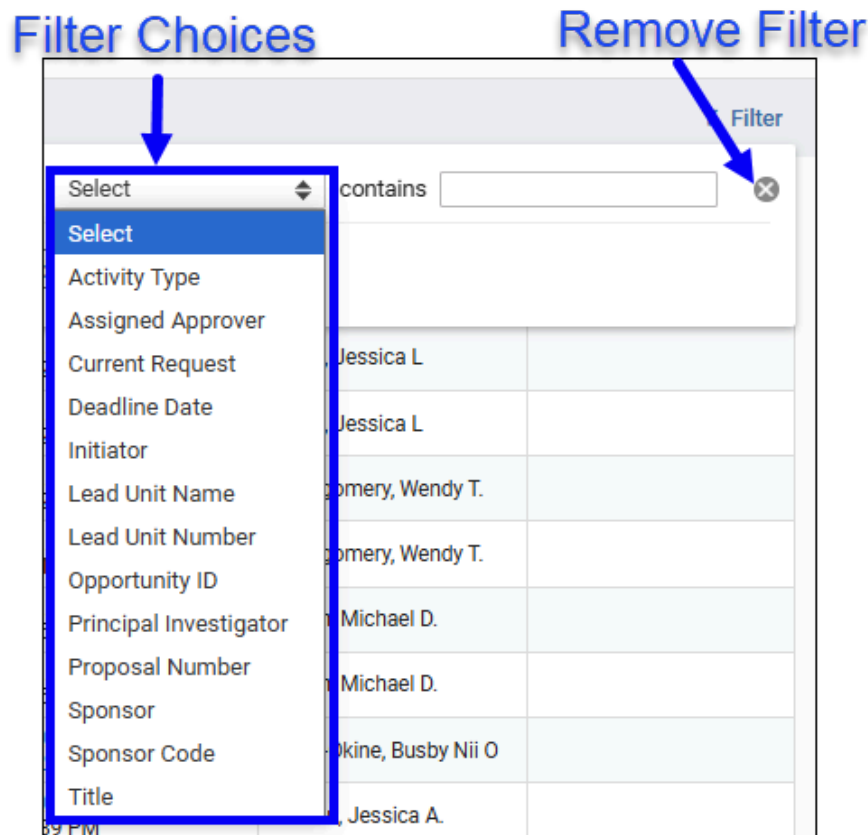 Filter Choices Remove Filter
Filter
Select contains
Select
Activity Type
Assigned Approver
Current Request
Deadline Date
Initiator
Lead Unit Name
Lead Unit Number
Opportunity ID
Principal Investigator
Proposal Number
Sponsor
Sponsor Code
Title
Jessica L
Jessica L
Wendy T.
Wendy T.
Michael D.
Michael D.
Busby Nii O
Jessica A.
PM